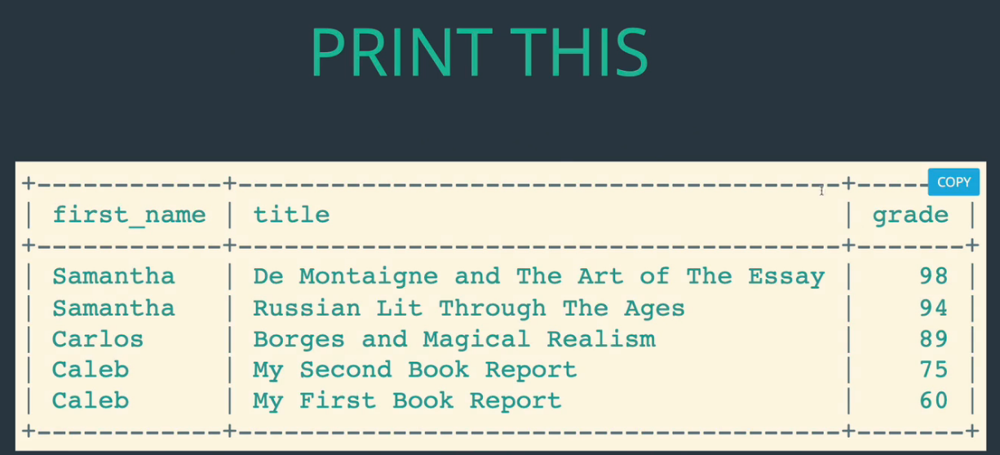 PRINT THIS
+------------+---------------------------------------+-----
COPY
| first_name | title                                 | grade |
+------------+---------------------------------------+-------+
| Samantha   | De Montaigne and The Art of The Essay |    98 |
| Samantha   | Russian Lit Through The Ages          |    94 |
| Carlos     | Borges and Magical Realism            |    89 |
| Caleb      | My Second Book Report                 |    75 |
| Caleb      | My First Book Report                  |    60 |
+------------+---------------------------------------+-------+